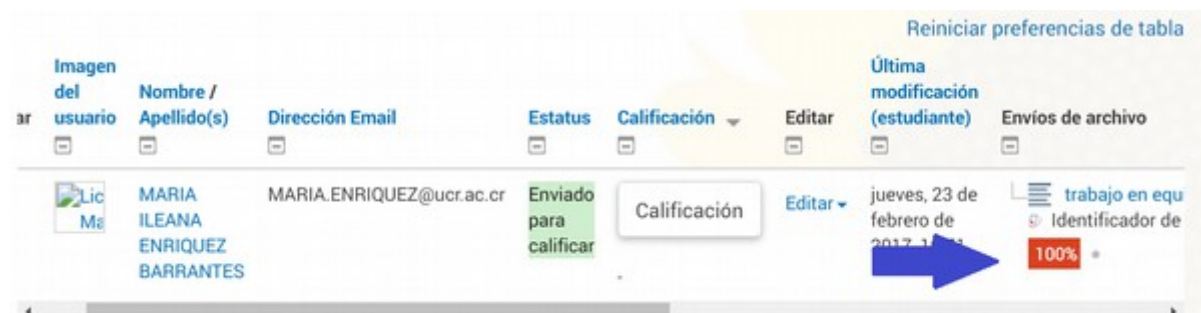 Reiniciar preferencias de tabla
Imagen del usuario
Nombre / Apellido(s)
Dirección Email
Estatus
Calificación
Editar
Última modificación (estudiante)
Envíos de archivo
ar
Lic
Ma
MARIA ILEANA ENRIQUEZ BARRANTES
MARIA.ENRIQUEZ@ucr.ac.cr
Enviado para calificar
Calificación
-
Editar
jueves, 23 de febrero de
trabajo en equ
Identificador de
100%